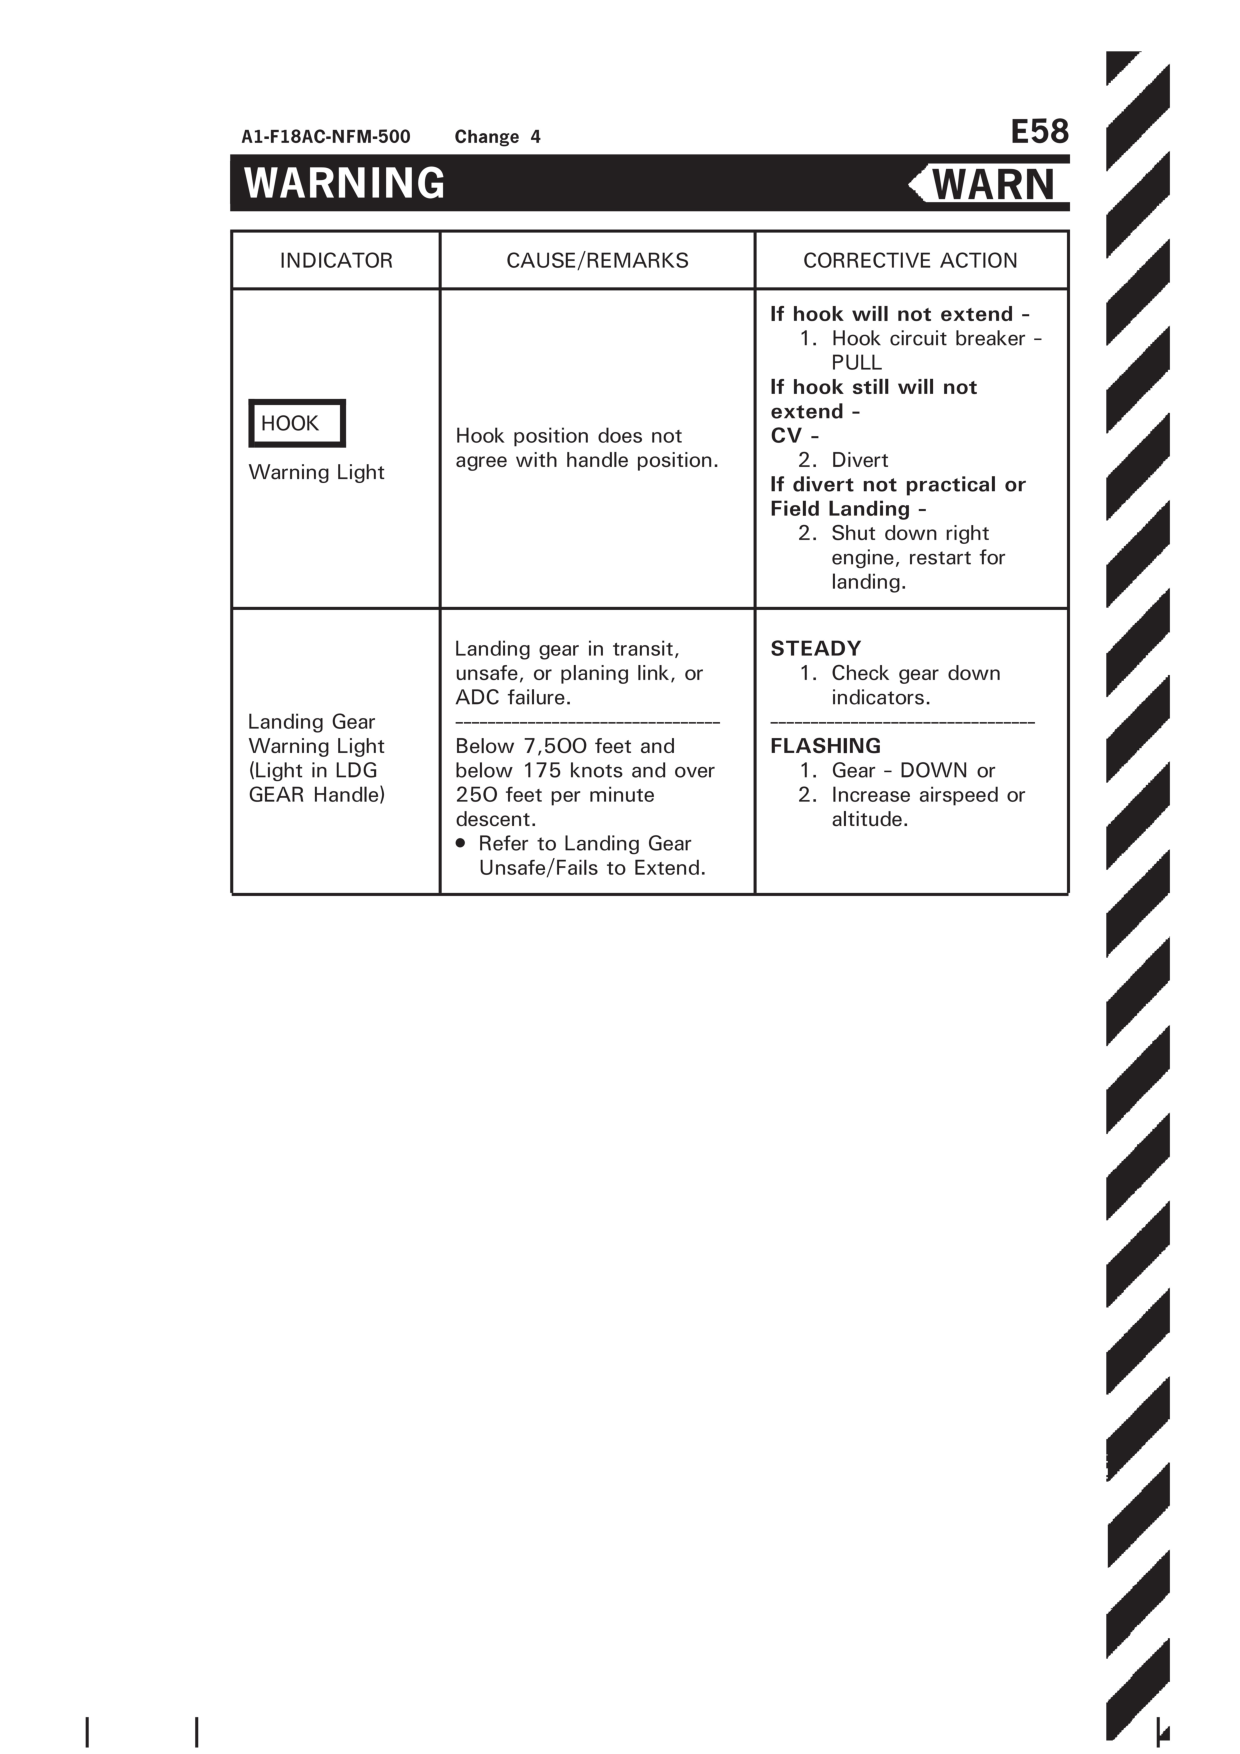 A1-F18AC-NFM-500 Change 4
E58
WARNING
WARN
INDICATOR
CAUSE/REMARKS
CORRECTIVE ACTION
HOOK
Warning Light
Hook position does not
agree with handle position.
If hook will not extend -
1. Hook circuit breaker -
PULL
If hook still will not
extend -
CV -
2. Divert
If divert not practical or
Field Landing -
2. Shut down right
engine, restart for
landing.
Landing Gear
Warning Light
(Light in LDG
GEAR Handle)
Landing gear in transit,
unsafe, or planing link, or
ADC failure.
---------------------------------
Below 7,500 feet and
below 175 knots and over
250 feet per minute
descent.
● Refer to Landing Gear
Unsafe/Fails to Extend.
STEADY
1. Check gear down
indicators.
---------------------------------
FLASHING
1. Gear - DOWN or
2. Increase airspeed or
altitude.